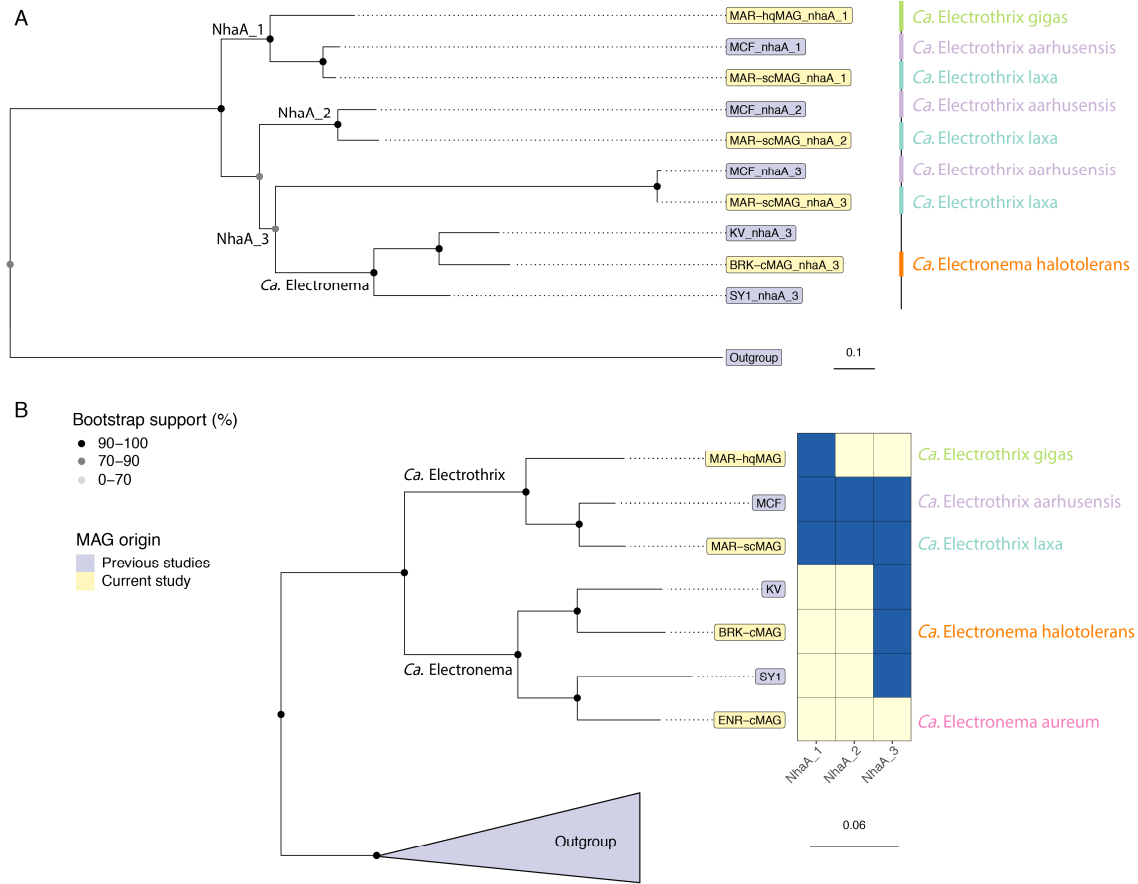 A
NhaA_1
MAR-hqMAG_nhaA_1
Ca. Electrothrix gigas
MCF_nhaA_1
Ca. Electrothrix aarhusensis
MAR-scMAG_nhaA_1
Ca. Electrothrix laxa
NhaA_2
MCF_nhaA_2
Ca. Electrothrix aarhusensis
MAR-scMAG_nhaA_2
Ca. Electrothrix laxa
MCF_nhaA_3
Ca. Electrothrix aarhusensis
MAR-scMAG_nhaA_3
Ca. Electrothrix laxa
NhaA_3
KV_nhaA_3
BRK-cMAG_nhaA_3
Ca. Electronema halotolerans
Ca. Electronema
SY1_nhaA_3
Outgroup
0.1
B
Bootstrap support (%)
90-100
70-90
0-70
MAG origin
Previous studies
Current study
Ca. Electrothrix
MAR-hqMAG
Ca. Electrothrix gigas
MCF
Ca. Electrothrix aarhusensis
MAR-scMAG
Ca. Electrothrix laxa
KV
BRK-cMAG
Ca. Electronema halotolerans
Ca. Electronema
SY1
ENR-cMAG
Ca. Electronema aureum
NhaA_1
NhaA_2
NhaA_3
Outgroup
0.06